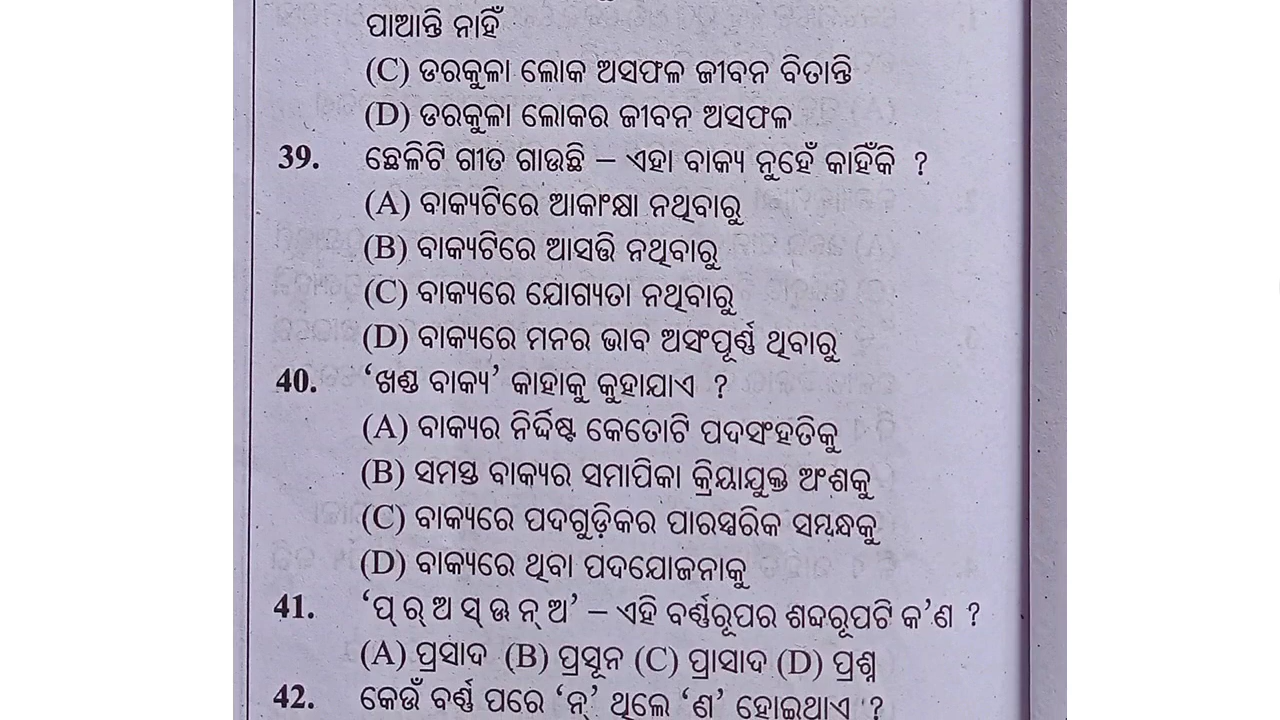 ପାଆନ୍ତି ନାହିଁ
(C) ଡରକୁଳା ଲୋକ ଅସଫଳ ଜୀବନ ବିତାନ୍ତି
(D) ଡରକୁଳା ଲୋକର ଜୀବନ ଅସଫଳ
39. ଛେଳିଟି ଗୀତ ଗାଉଛି – ଏହା ବାକ୍ୟ ନୁହେଁ କାହିଁକି ?
(A) ବାକ୍ୟଟିରେ ଆକାଂକ୍ଷା ନଥିବାରୁ
(B) ବାକ୍ୟଟିରେ ଆସତ୍ତି ନଥିବାରୁ
(C) ବାକ୍ୟରେ ଯୋଗ୍ୟତା ନଥିବାରୁ
(D) ବାକ୍ୟରେ ମନର ଭାବ ଅସଂପୂର୍ଣ୍ଣ ଥିବାରୁ
40. ‘ଖଣ୍ଡ ବାକ୍ୟ’ କାହାକୁ କୁହାଯାଏ ?
(A) ବାକ୍ୟର ନିର୍ଦ୍ଦିଷ୍ଟ କେତୋଟି ପଦସଂହତିକୁ
(B) ସମସ୍ତ ବାକ୍ୟର ସମାପିକା କ୍ରିୟାଯୁକ୍ତ ଅଂଶକୁ
(C) ବାକ୍ୟରେ ପଦଗୁଡ଼ିକର ପାରସ୍ପରିକ ସମ୍ବନ୍ଧକୁ
(D) ବାକ୍ୟରେ ଥିବା ପଦଯୋଜନାକୁ
41. ‘ପ୍ ର୍ ଅ ସ୍ ଊ ନ୍ ଅ’ – ଏହି ବର୍ଣ୍ଣରୂପର ଶବ୍ଦରୂପଟି କ’ଣ ?
(A) ପ୍ରସାଦ (B) ପ୍ରସୂନ (C) ପ୍ରାସାଦ (D) ପ୍ରଶ୍ନ
42. କେଉଁ ବର୍ଣ୍ଣ ପରେ ‘ନ୍’ ଥିଲେ ‘ଣ’ ହୋଇଥାଏ ?